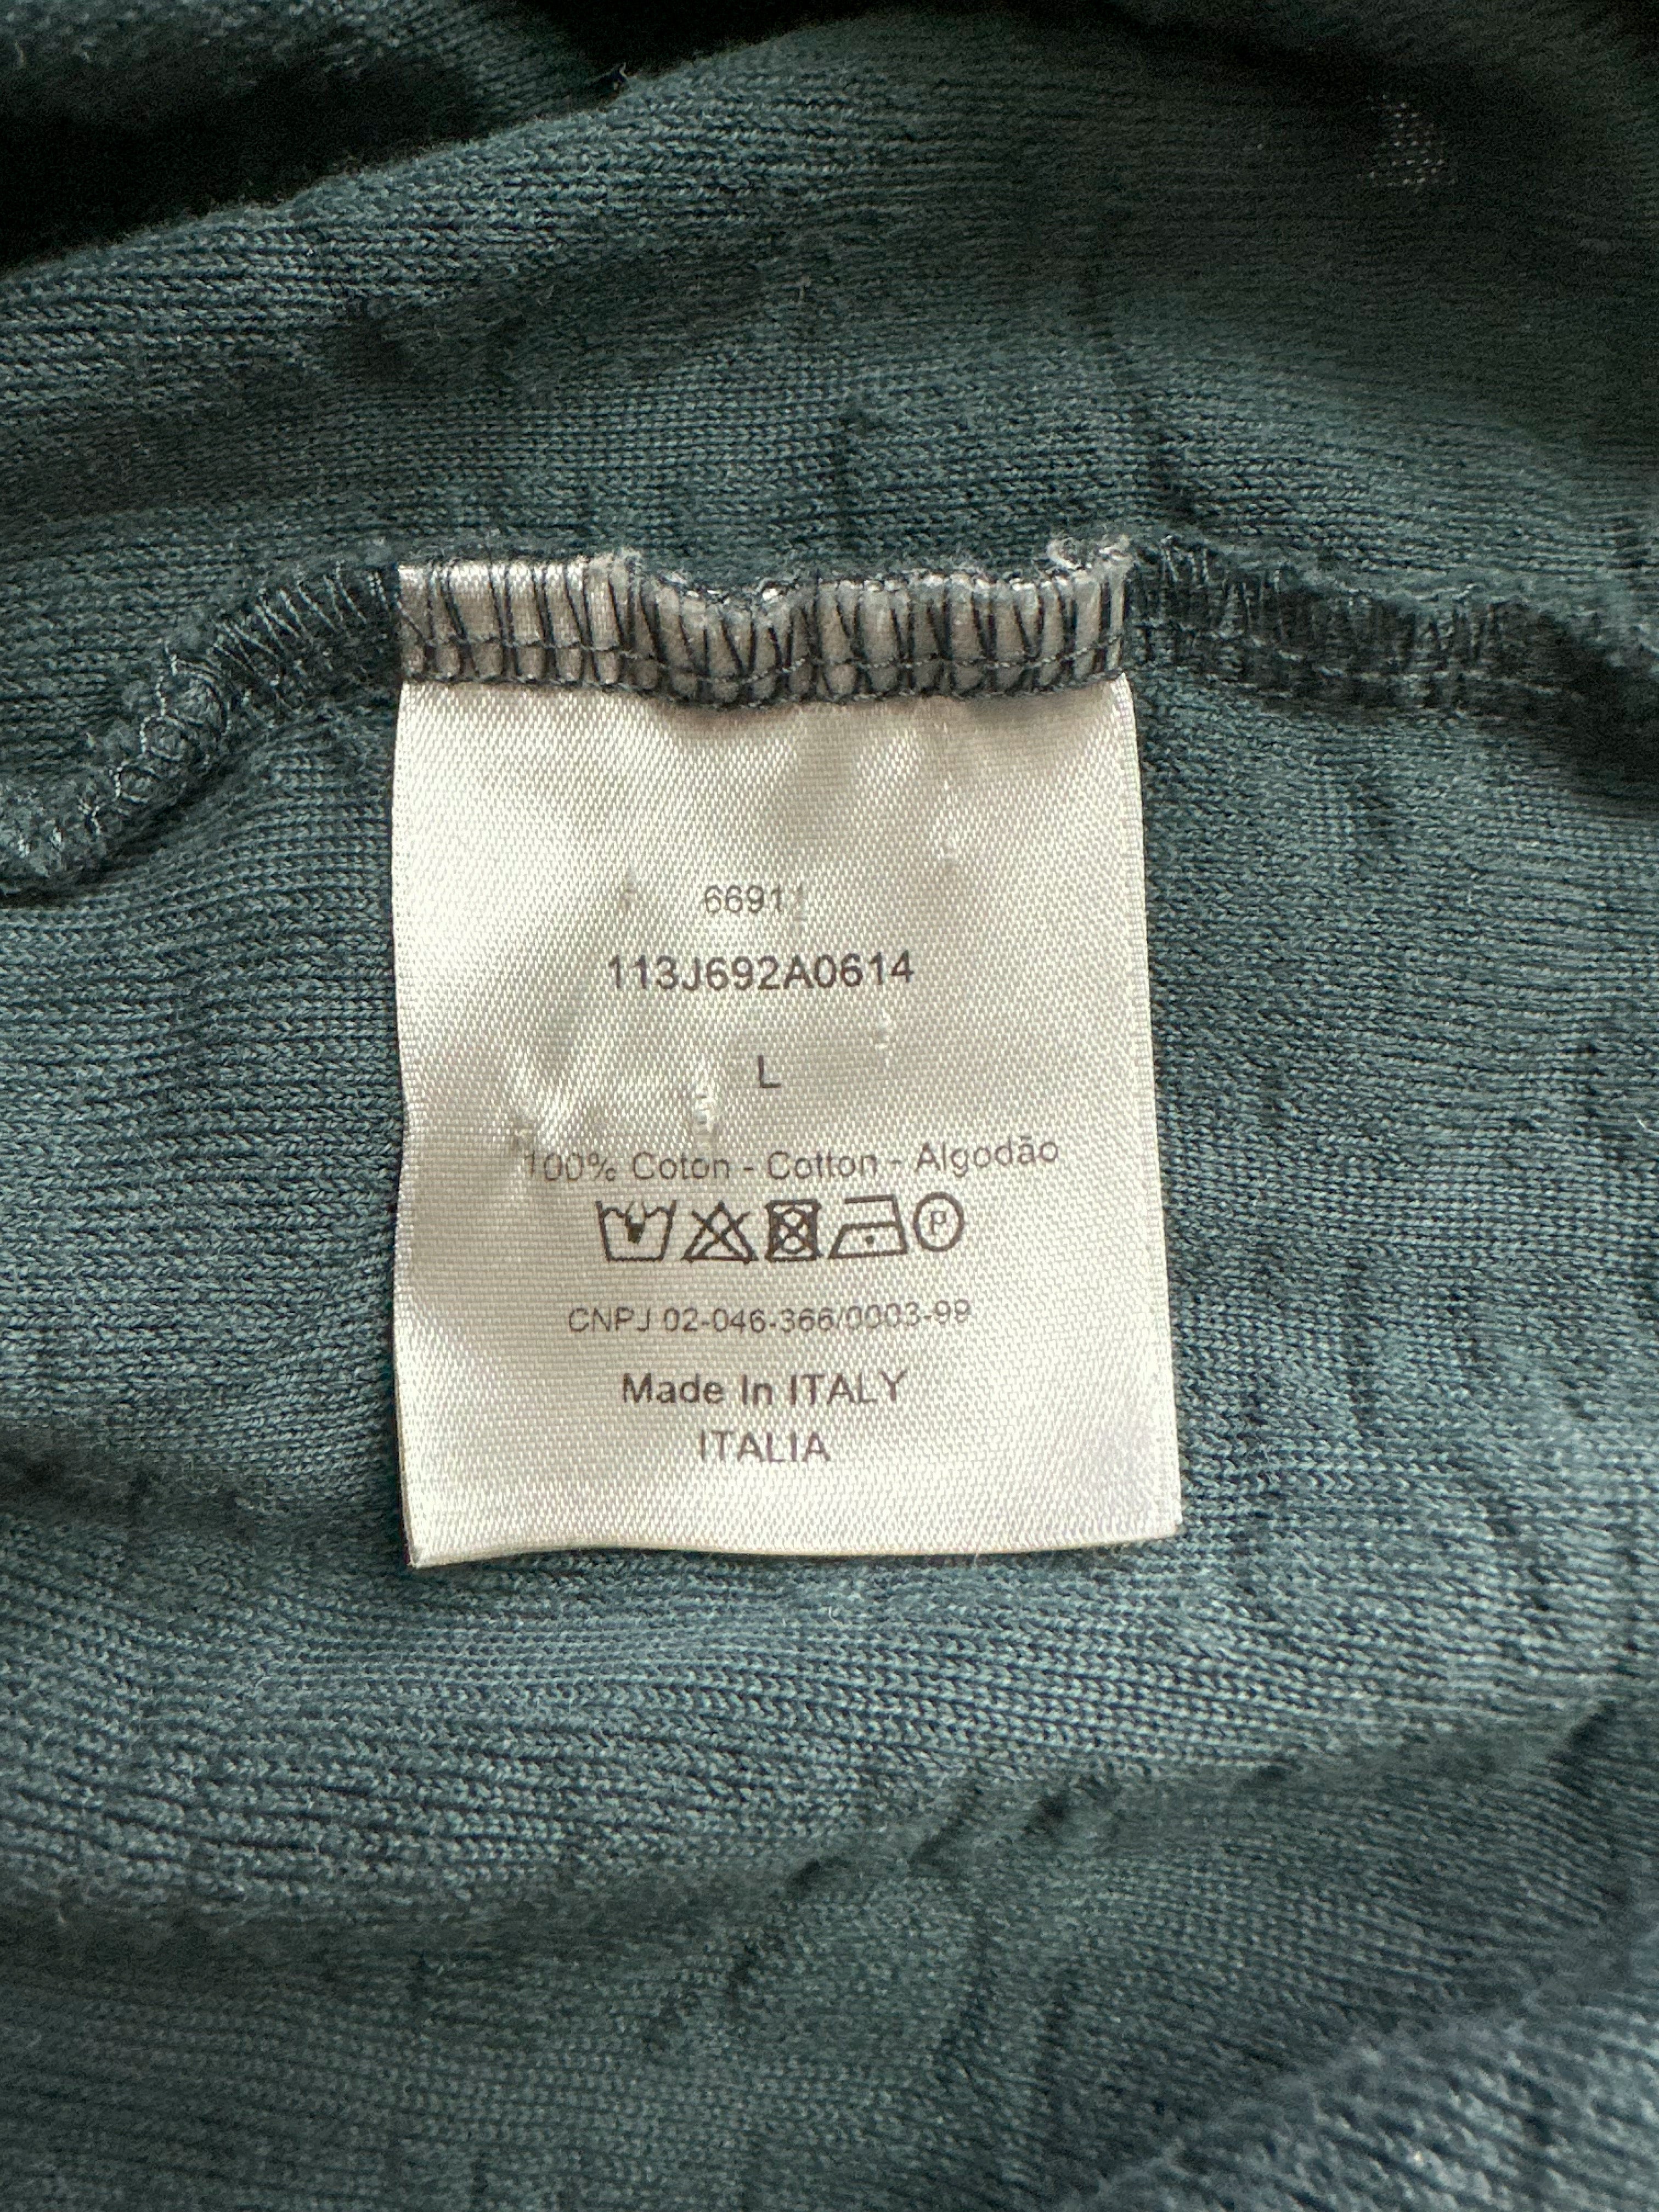 6691
113J692A0614
L
100% Coton - Cotton - Algodão
P
CNPJ 02-046-366/0003-99
Made In ITALY
ITALIA